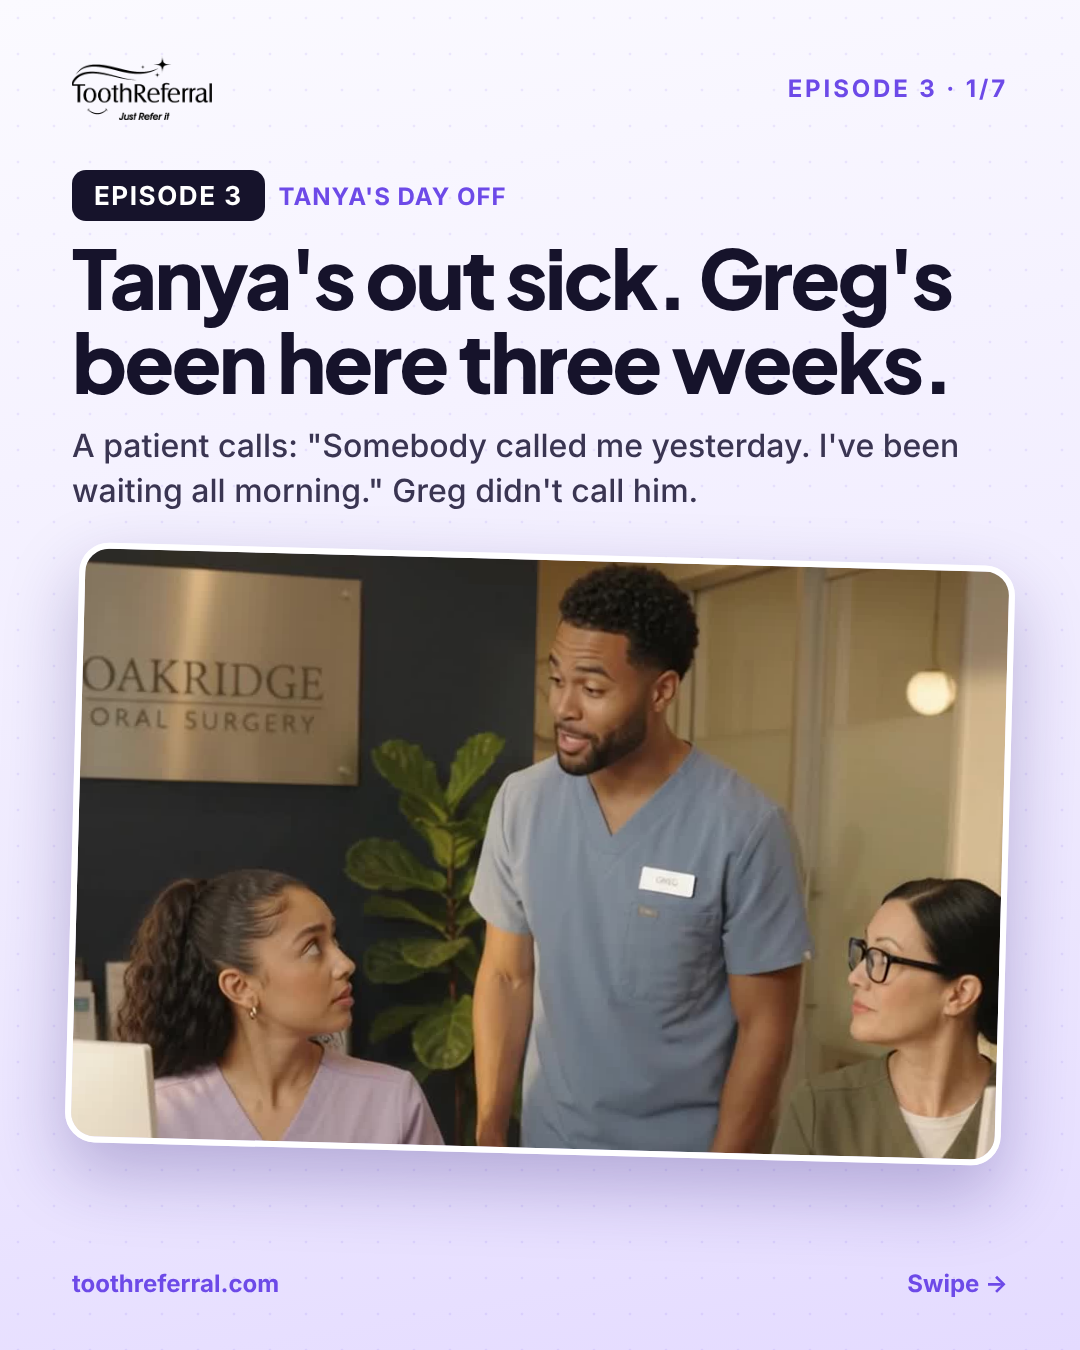 ToothReferral
Just Refer it
EPISODE 3 · 1/7
EPISODE 3
TANYA'S DAY OFF
Tanya's out sick. Greg's
been here three weeks.
A patient calls: "Somebody called me yesterday. I've been
waiting all morning." Greg didn't call him.
OAKRIDGE
ORAL SURGERY
GREG
toothreferral.com
Swipe →